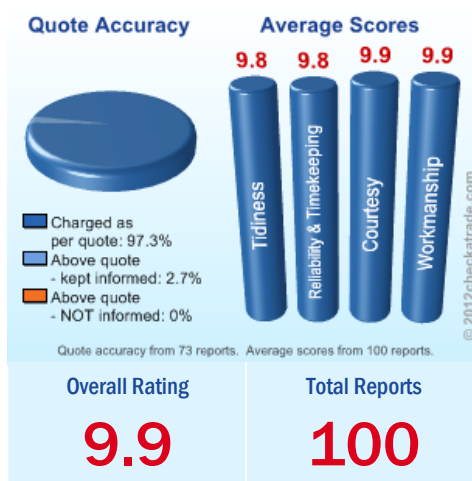 Quote Accuracy
Charged as
per quote: 97.3%
Above quote
- kept informed: 2.7%
Above quote
- NOT informed: 0%
Average Scores
9.8 9.8 9.9 9.9
Tidiness
Reliability & Timekeeping
Courtesy
Workmanship
© 2012checkatrade.com
Quote accuracy from 73 reports. Average scores from 100 reports.
Overall Rating
9.9
Total Reports
100